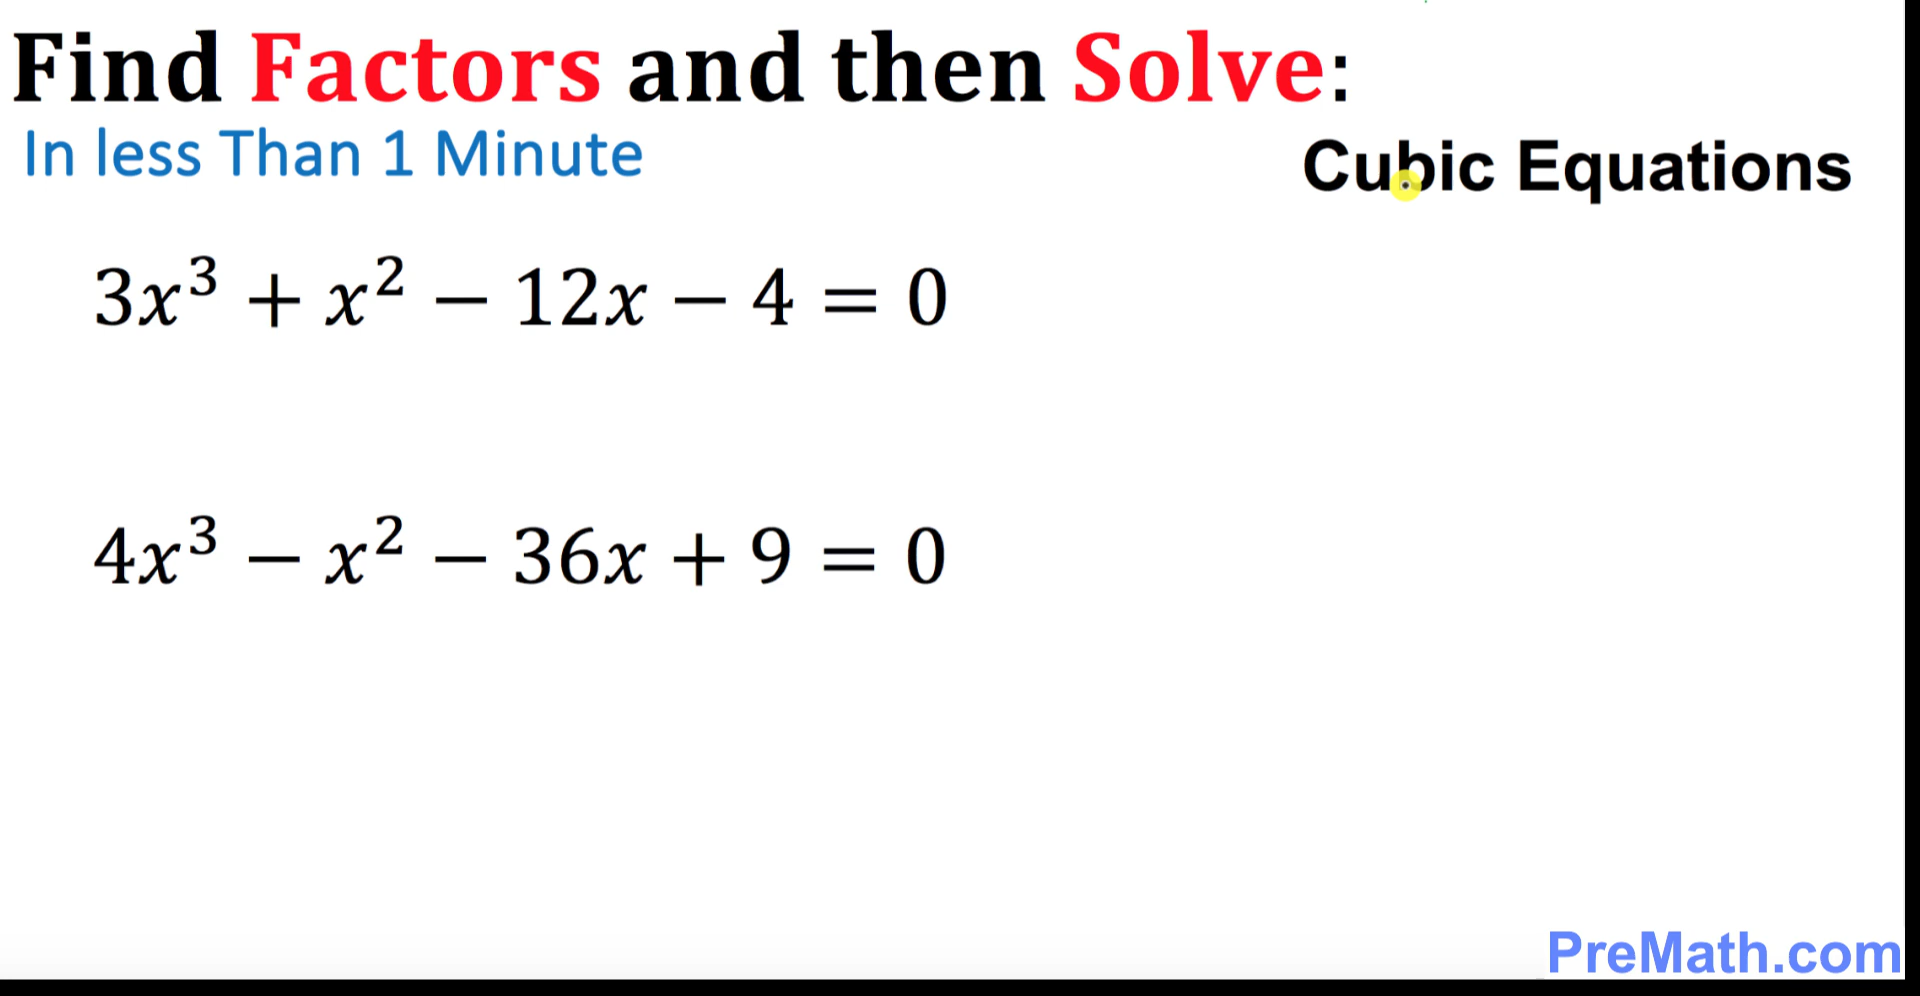 Find Factors and then Solve:
In less Than 1 Minute
Cubic Equations
3x³ + x² − 12x − 4 = 0
4x³ − x² − 36x + 9 = 0
PreMath.com